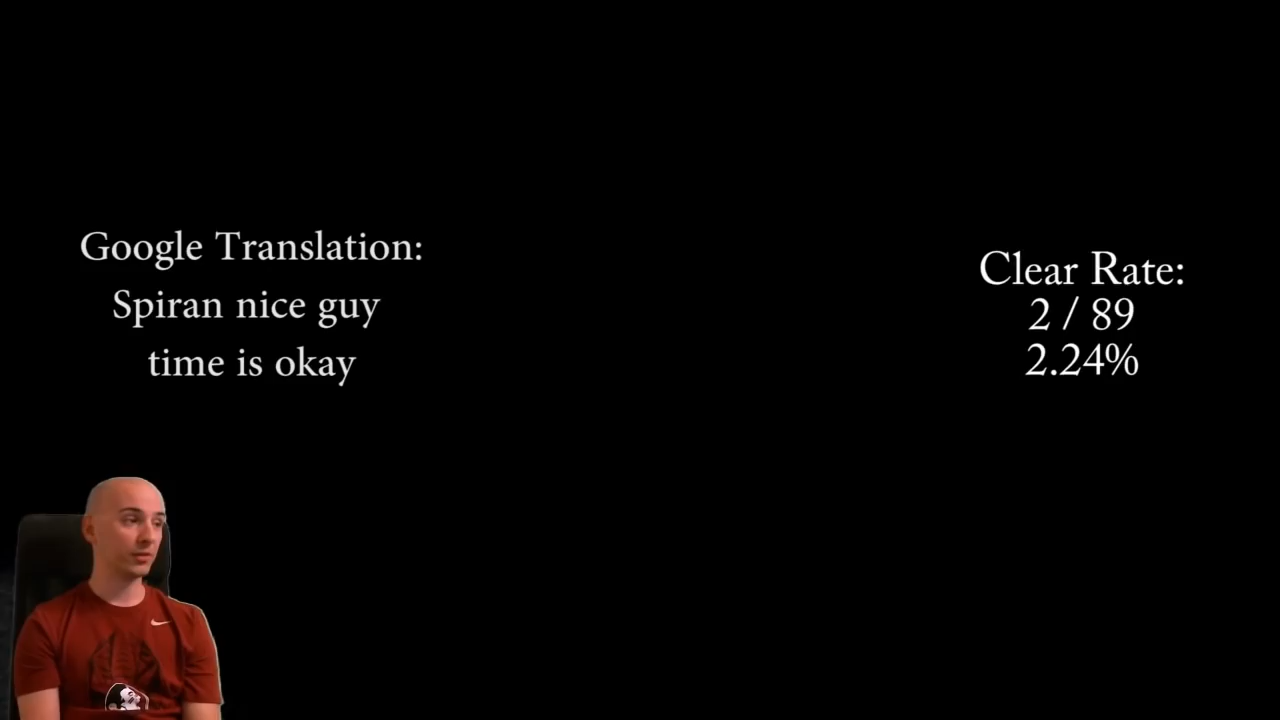 Google Translation:
Spiran nice guy
time is okay
Clear Rate:
2 / 89
2.24%